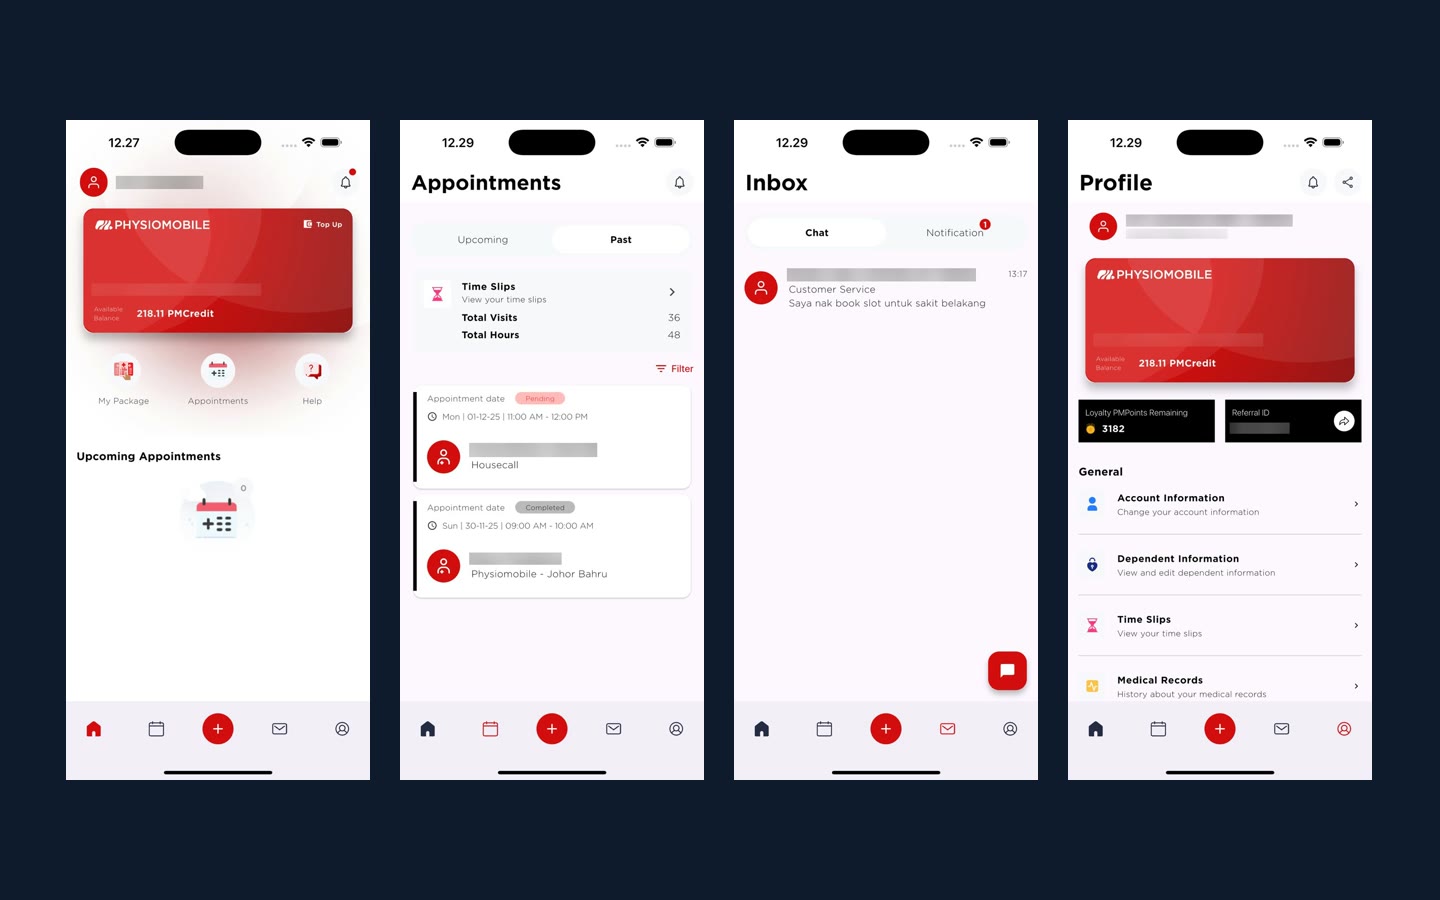 12.27
PHYSIOMOBILE
Top Up
Available
Balance
218.11 PMCredit
My Package
Appointments
Help
Upcoming Appointments
0
12.29
Appointments
Upcoming
Past
Time Slips
View your time slips
Total Visits
36
Total Hours
48
Filter
Appointment date
Pending
Mon | 01-12-25 | 11:00 AM - 12:00 PM
Housecall
Appointment date
Completed
Sun | 30-11-25 | 09:00 AM - 10:00 AM
Physiomobile - Johor Bahru
12.29
Inbox
Chat
Notification
1
13:17
Customer Service
Saya nak book slot untuk sakit belakang
12.29
Profile
PHYSIOMOBILE
Available
Balance
218.11 PMCredit
Loyalty PMPoints Remaining
3182
Referral ID
General
Account Information
Change your account information
Dependent Information
View and edit dependent information
Time Slips
View your time slips
Medical Records
History about your medical records